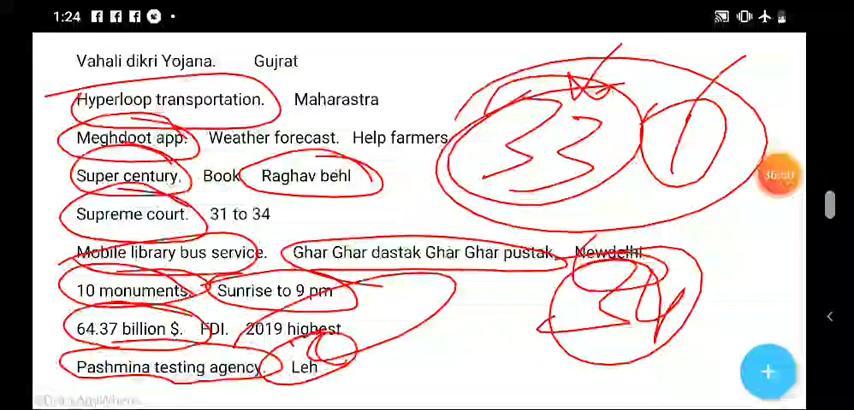 1:24
Vahali dikri Yojana. Gujrat
Hyperloop transportation. Maharastra
Meghdoot app. Weather forecast. Help farmers
Super century. Book Raghav behl
33 1
Supreme court. 31 to 34
Mobile library bus service. Ghar Ghar dastak Ghar Ghar pustak. Newdelhi
10 monuments. Sunrise to 9 pm
34
64.37 billion $. FDI. 2019 highest
Pashmina testing agency. Leh